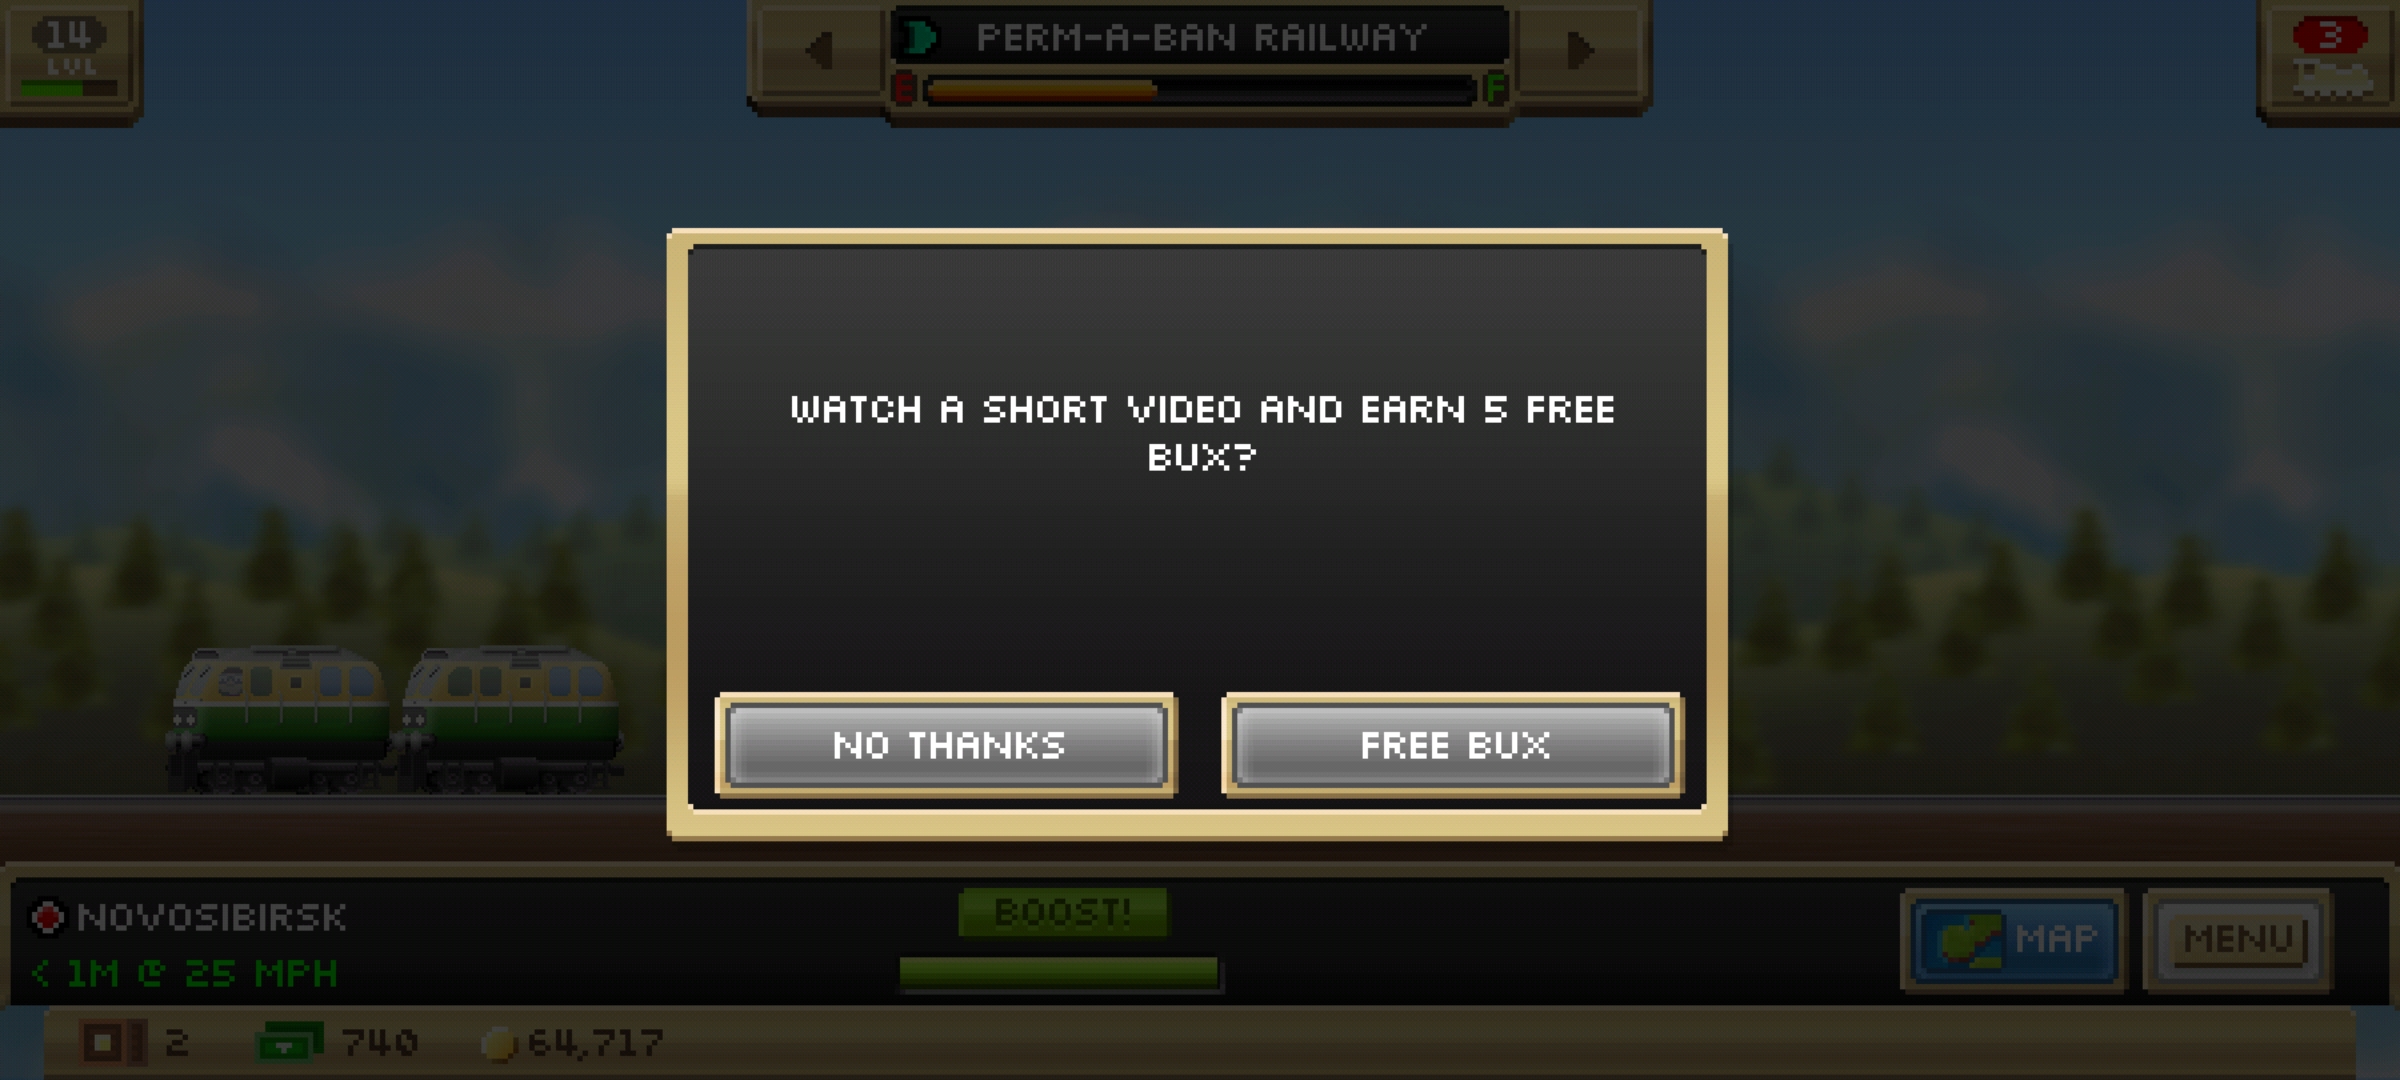 14
LVL
PERM-A-BAN RAILWAY
E F
3
WATCH A SHORT VIDEO AND EARN 5 FREE
BUX?
NO THANKS
FREE BUX
NOVOSIBIRSK
< 1M @ 25 MPH
BOOST!
MAP
MENU
2
740
64,717